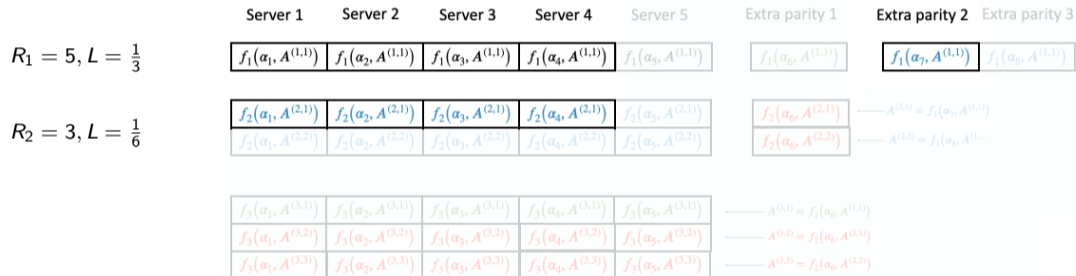 Server 1 Server 2 Server 3 Server 4 Server 5 Extra parity 1 Extra parity 2 Extra parity 3
R₁ = 5, L = 1/3 f₁(α₁, A⁽¹,¹⁾) f₁(α₂, A⁽¹,¹⁾) f₁(α₃, A⁽¹,¹⁾) f₁(α₄, A⁽¹,¹⁾) f₁(α₅, A⁽¹,¹⁾) f₁(α₆, A⁽¹,¹⁾) f₁(α₇, A⁽¹,¹⁾) f₁(α₈, A⁽¹,¹⁾)
R₂ = 3, L = 1/6 f₂(α₁, A⁽²,¹⁾) f₂(α₂, A⁽²,¹⁾) f₂(α₃, A⁽²,¹⁾) f₂(α₄, A⁽²,¹⁾) f₂(α₅, A⁽²,¹⁾) f₂(α₆, A⁽²,¹⁾) A⁽²,¹⁾ = f₁(α₇, A⁽¹,¹⁾)
f₂(α₁, A⁽²,²⁾) f₂(α₂, A⁽²,²⁾) f₂(α₃, A⁽²,²⁾) f₂(α₄, A⁽²,²⁾) f₂(α₅, A⁽²,²⁾) f₂(α₆, A⁽²,²⁾) A⁽²,²⁾ =
f₃(α₁, A⁽³,¹⁾) f₃(α₂, A⁽³,¹⁾) f₃(α₃, A⁽³,¹⁾) f₃(α₄, A⁽³,¹⁾) f₃(α₅, A⁽³,¹⁾) A⁽³,¹⁾ = f₁(α₆, A⁽¹,¹⁾)
f₃(α₁, A⁽³,²⁾) f₃(α₂, A⁽³,²⁾) f₃(α₃, A⁽³,²⁾) f₃(α₄, A⁽³,²⁾) f₃(α₅, A⁽³,²⁾) A⁽³,²⁾ = f₂(α₆, A⁽²,¹⁾)
f₃(α₁, A⁽³,³⁾) f₃(α₂, A⁽³,³⁾) f₃(α₃, A⁽³,³⁾) f₃(α₄, A⁽³,³⁾) f₃(α₅, A⁽³,³⁾) A⁽³,³⁾ = f₂(α₆, A⁽²,²⁾)